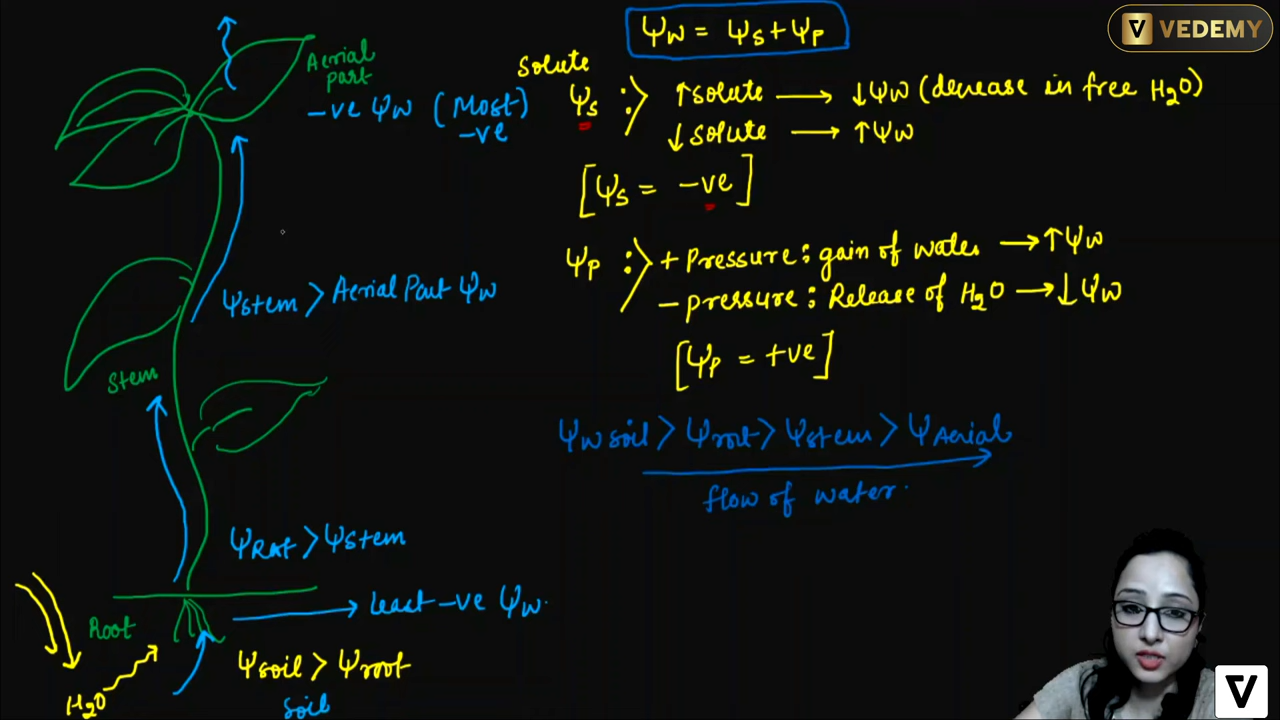 VEDEMY
Ψw = Ψs + Ψp
Solute
Ψs :> ↑solute ⟶ ↓Ψw (decrease in free H₂O)
↓ solute ⟶ ↑Ψw
[Ψs = -ve]
Ψp :> + Pressure : gain of water → ↑Ψw
- pressure : Release of H₂O → ↓Ψw
[Ψp = +ve]
Ψw soil > Ψroot > Ψstem > ΨAerial
flow of water.
Aerial
part
-ve Ψw (Most)
-ve
Ψstem > Aerial Part Ψw
Stem
ΨRoot > Ψstem
Least -ve Ψw.
Root
Ψsoil > Ψroot
H₂O
Soil